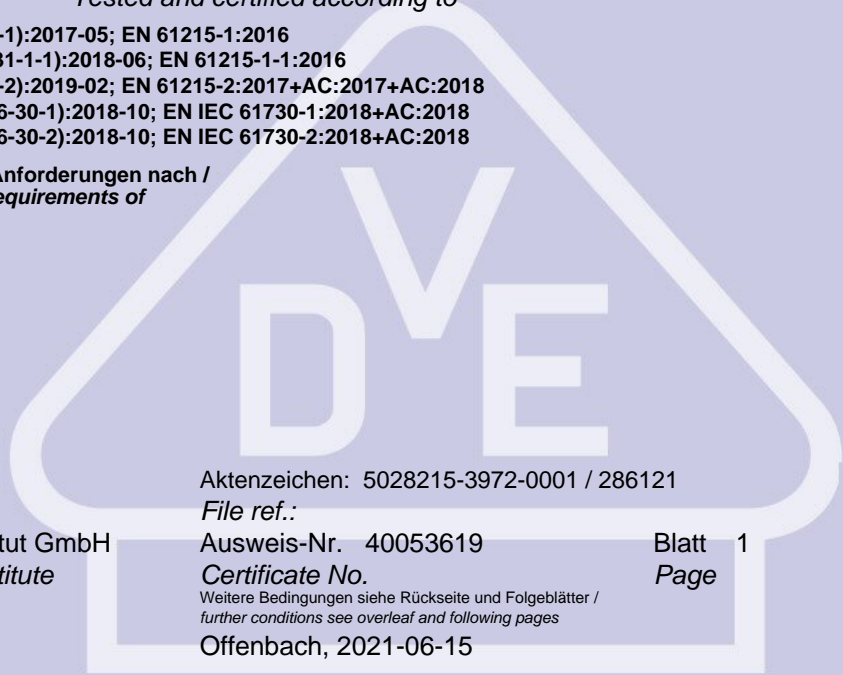 Tested and certified according to
-1):2017-05; EN 61215-1:2016
31-1-1):2018-06; EN 61215-1-1:2016
-2):2019-02; EN 61215-2:2017+AC:2017+AC:2018
6-30-1):2018-10; EN IEC 61730-1:2018+AC:2018
6-30-2):2018-10; EN IEC 61730-2:2018+AC:2018
Anforderungen nach /
equirements of
VDE
Aktenzeichen: 5028215-3972-0001 / 286121
File ref.:
tut GmbH Ausweis-Nr. 40053619 Blatt 1
titute Certificate No. Page
Weitere Bedingungen siehe Rückseite und Folgeblätter /
further conditions see overleaf and following pages
Offenbach, 2021-06-15